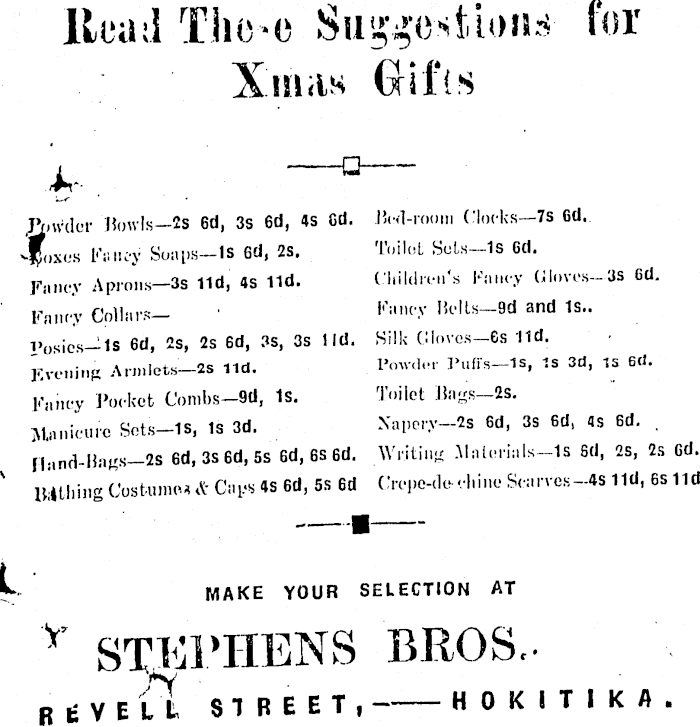 Read These Suggestions for
Xmas Gifts
Powder Bowls—2s 6d, 3s 6d, 4s 6d.
Boxes Fancy Soaps—1s 6d, 2s.
Fancy Aprons—3s 11d, 4s 11d.
Fancy Collars—
Posies—1s 6d, 2s, 2s 6d, 3s, 3s 11d.
Evening Armlets—2s 11d.
Fancy Pocket Combs—9d, 1s.
Manicure Sets—1s, 1s 3d.
Hand-Bags—2s 6d, 3s 6d, 5s 6d, 6s 6d.
Bathing Costumes & Caps 4s 6d, 5s 6d
Bed-room Clocks—7s 6d.
Toilet Sets—1s 6d.
Children's Fancy Gloves—3s 6d.
Fancy Belts—9d and 1s..
Silk Gloves—6s 11d.
Powder Puffs—1s, 1s 3d, 1s 6d.
Toilet Bags—2s.
Napery—2s 6d, 3s 6d, 4s 6d.
Writing Materials—1s 6d, 2s, 2s 6d.
Crepe-de-chine Scarves—4s 11d, 6s 11d
MAKE YOUR SELECTION AT
STEPHENS BROS.
REVELL STREET,——HOKITIKA.